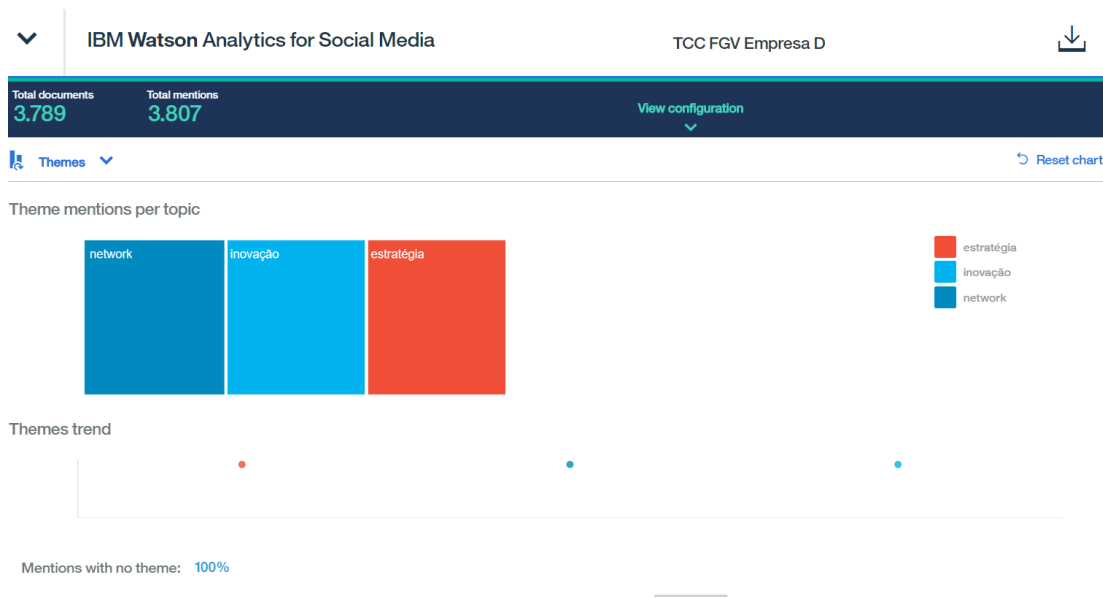 IBM Watson Analytics for Social Media
TCC FGV Empresa D
Total documents
3.789
Total mentions
3.807
View configuration
Themes
Reset chart
Theme mentions per topic
network
inovação
estratégia
estratégia
inovação
network
Themes trend
Mentions with no theme: 100%